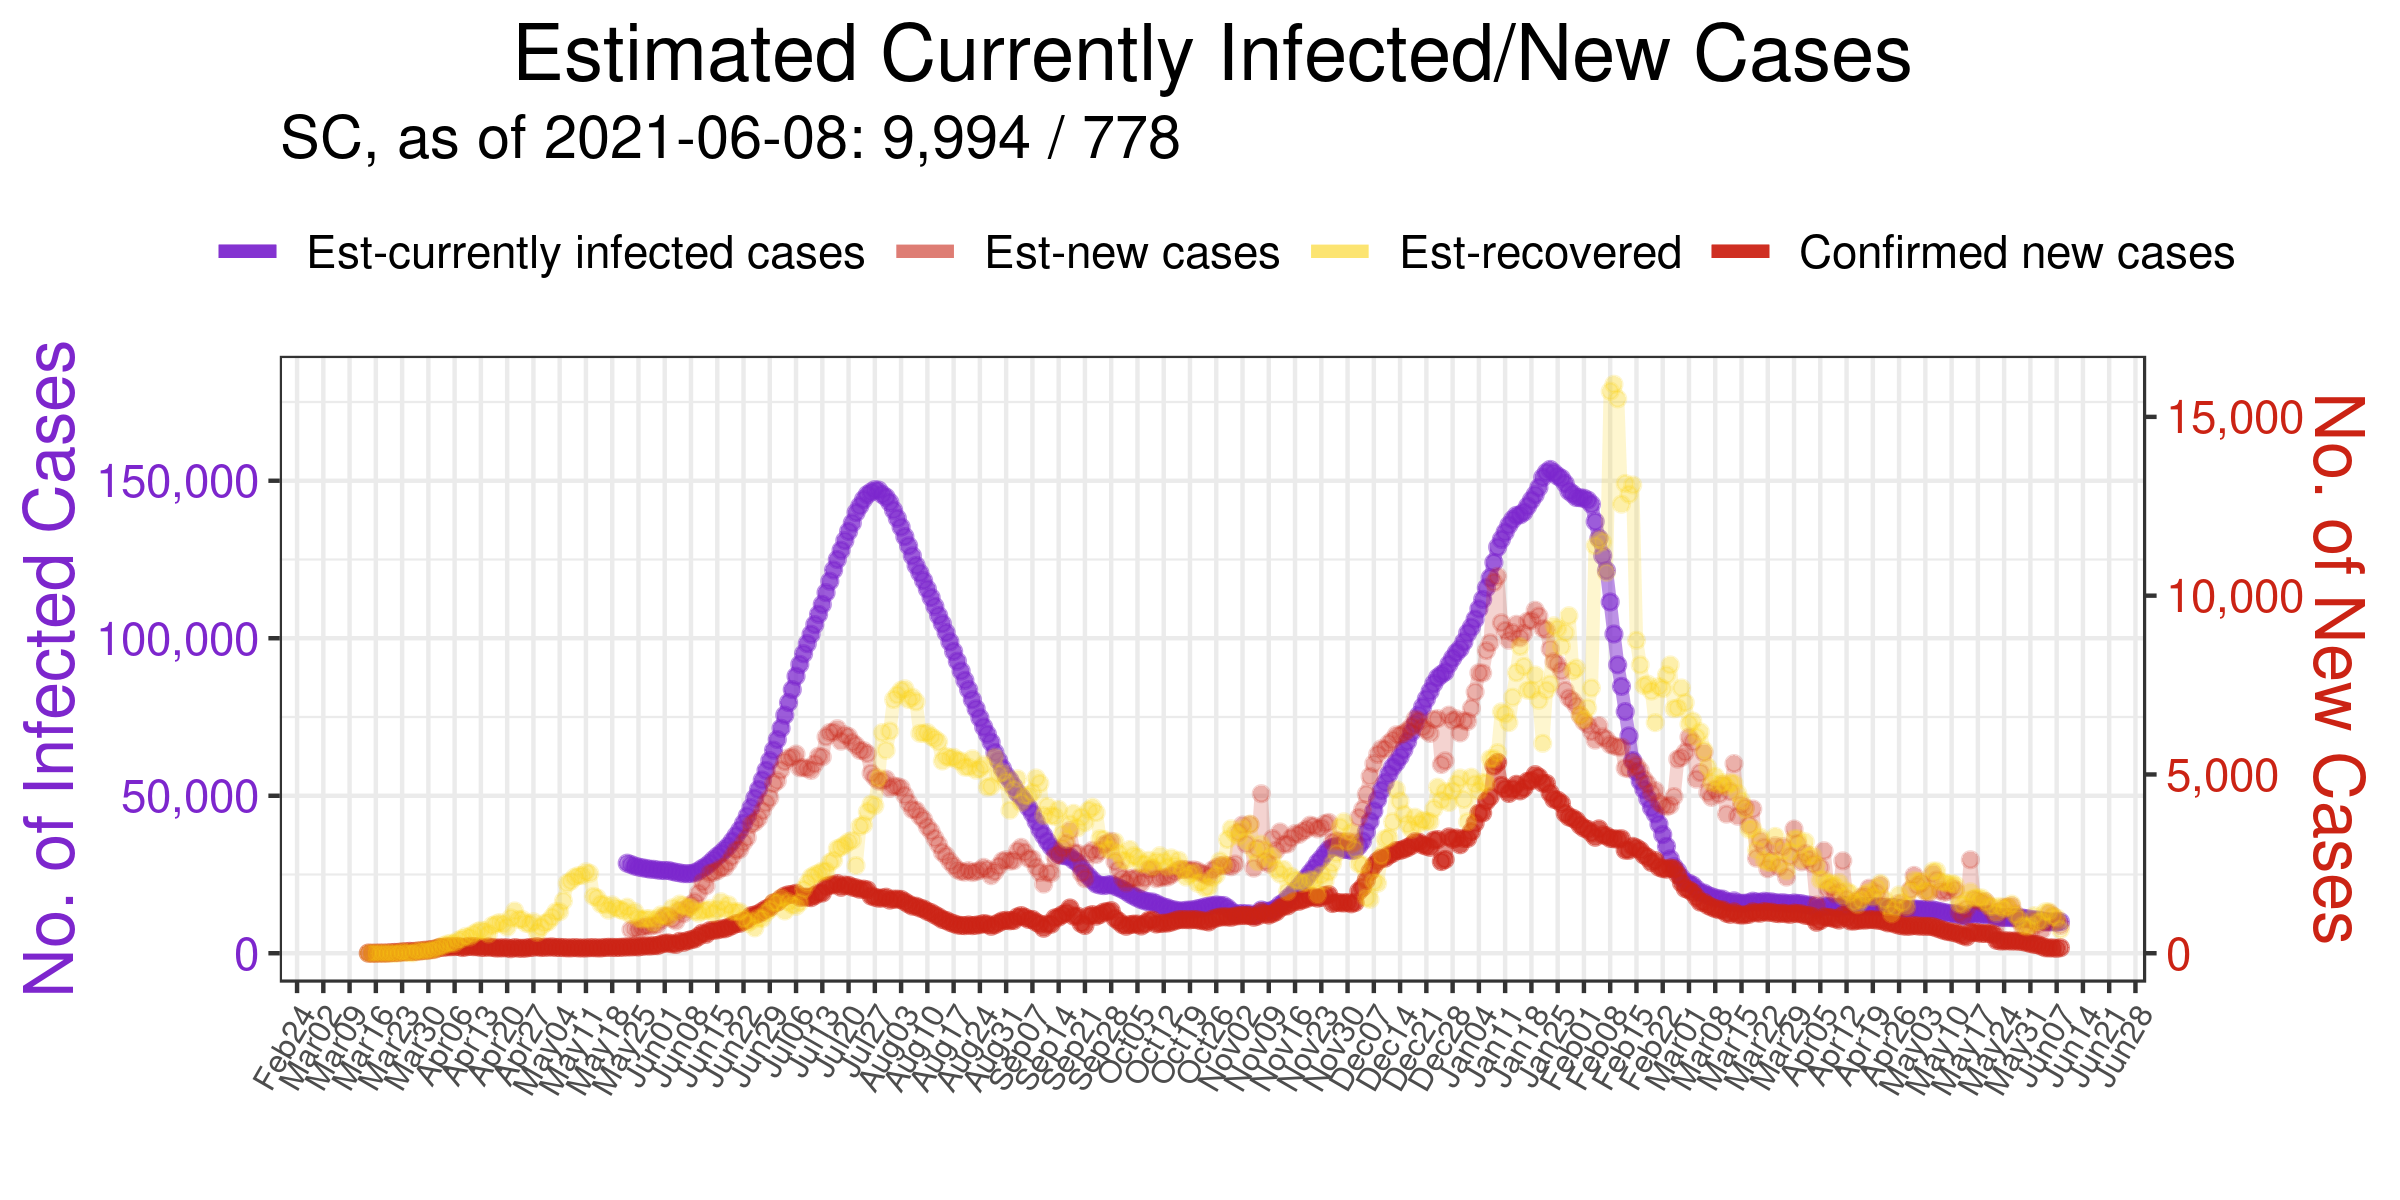 Estimated Currently Infected/New Cases
SC, as of 2021-06-08: 9,994 / 778
Est-currently infected cases Est-new cases Est-recovered Confirmed new cases
No. of Infected Cases
150,000
100,000
50,000
0
15,000
10,000
5,000
0
No. of New Cases
Feb24 Mar02 Mar09 Mar16 Mar23 Mar30 Apr06 Apr13 Apr20 Apr27 May04 May11 May18 May25 Jun01 Jun08 Jun15 Jun22 Jun29 Jul06 Jul13 Jul20 Jul27 Aug03 Aug10 Aug17 Aug24 Aug31 Sep07 Sep14 Sep21 Sep28 Oct05 Oct12 Oct19 Oct26 Nov02 Nov09 Nov16 Nov23 Nov30 Dec07 Dec14 Dec21 Dec28 Jan04 Jan11 Jan18 Jan25 Feb01 Feb08 Feb15 Feb22 Mar01 Mar08 Mar15 Mar22 Mar29 Apr05 Apr12 Apr19 Apr26 May03 May10 May17 May24 May31 Jun07 Jun14 Jun21 Jun28